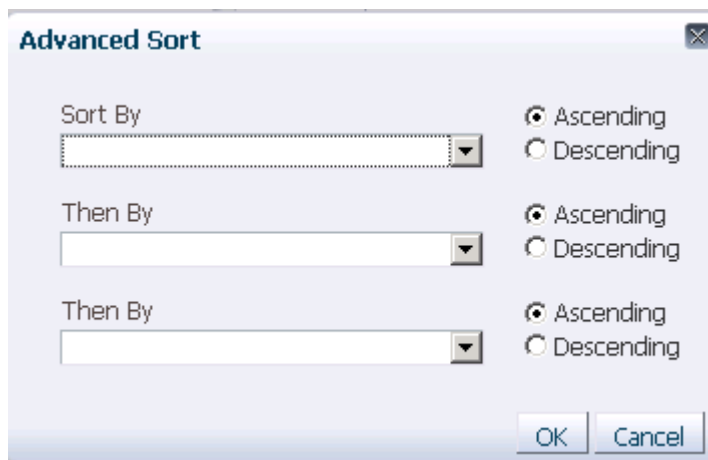 Advanced Sort
Sort By
Ascending
Descending
Then By
Ascending
Descending
Then By
Ascending
Descending
OK Cancel